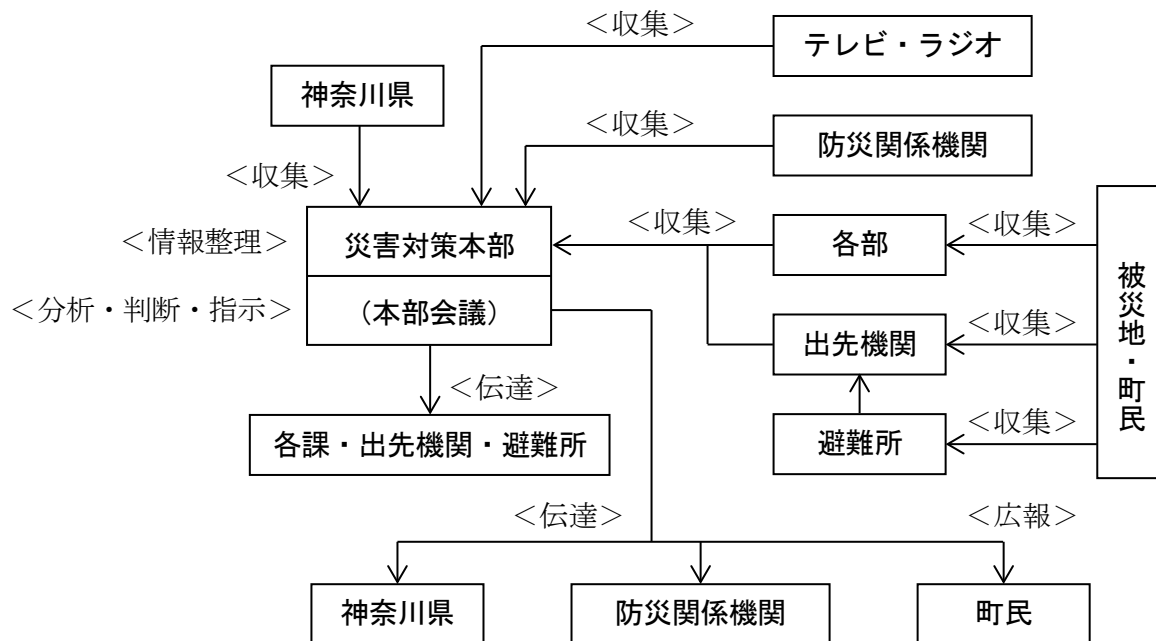 ＜収集＞
テレビ・ラジオ
神奈川県
＜収集＞
防災関係機関
＜収集＞
＜情報整理＞
災害対策本部
＜収集＞
各部
＜収集＞
＜分析・判断・指示＞
（本部会議）
出先機関
＜収集＞
被災地・町民
＜伝達＞
各課・出先機関・避難所
避難所
＜収集＞
＜伝達＞
＜広報＞
神奈川県
防災関係機関
町民